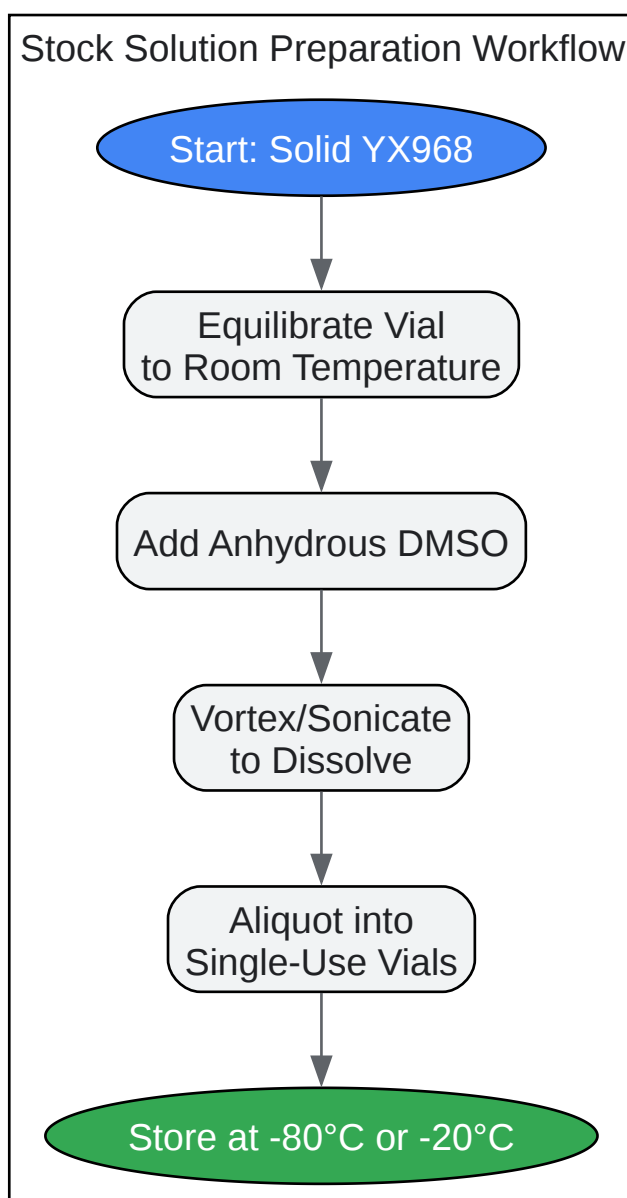 Stock Solution Preparation Workflow
Start: Solid YX968
Equilibrate Vial
to Room Temperature
Add Anhydrous DMSO
Vortex/Sonicate
to Dissolve
Aliquot into
Single-Use Vials
Store at -80°C or -20°C